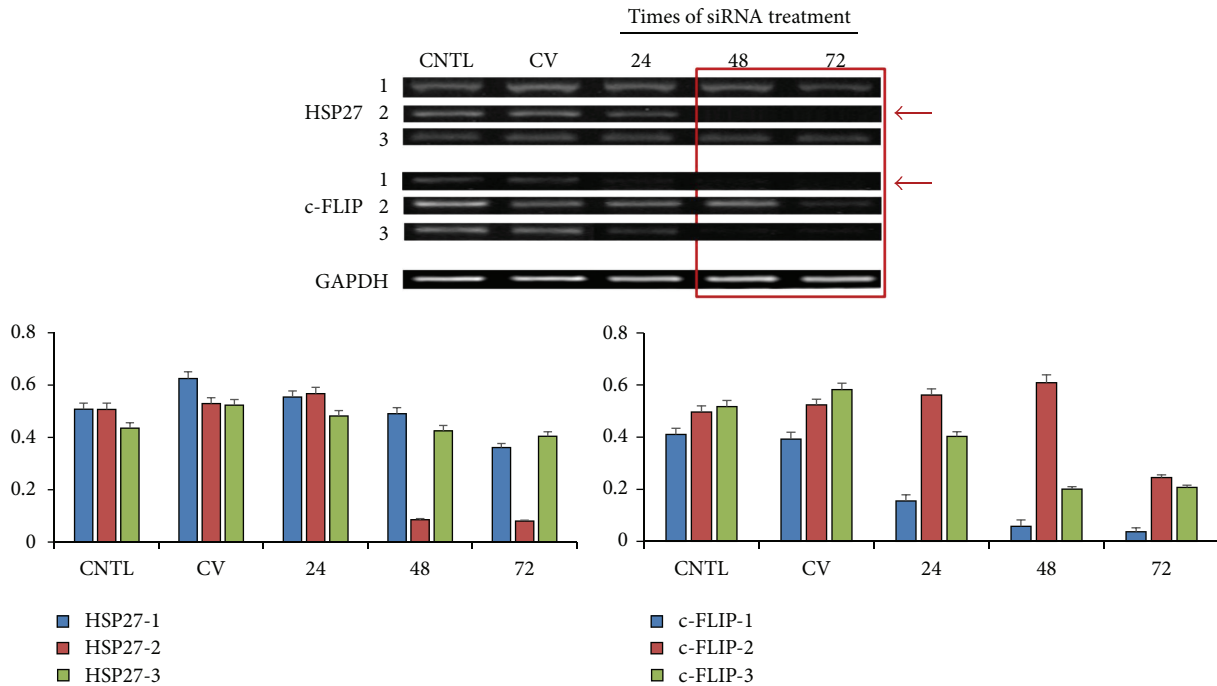 Times of siRNA treatment
CNTL CV 24 48 72
1
HSP27 2
3
1
c-FLIP 2
3
GAPDH
0.8
0.6
0.4
0.2
0
CNTL CV 24 48 72
HSP27-1
HSP27-2
HSP27-3
0.8
0.6
0.4
0.2
0
CNTL CV 24 48 72
c-FLIP-1
c-FLIP-2
c-FLIP-3